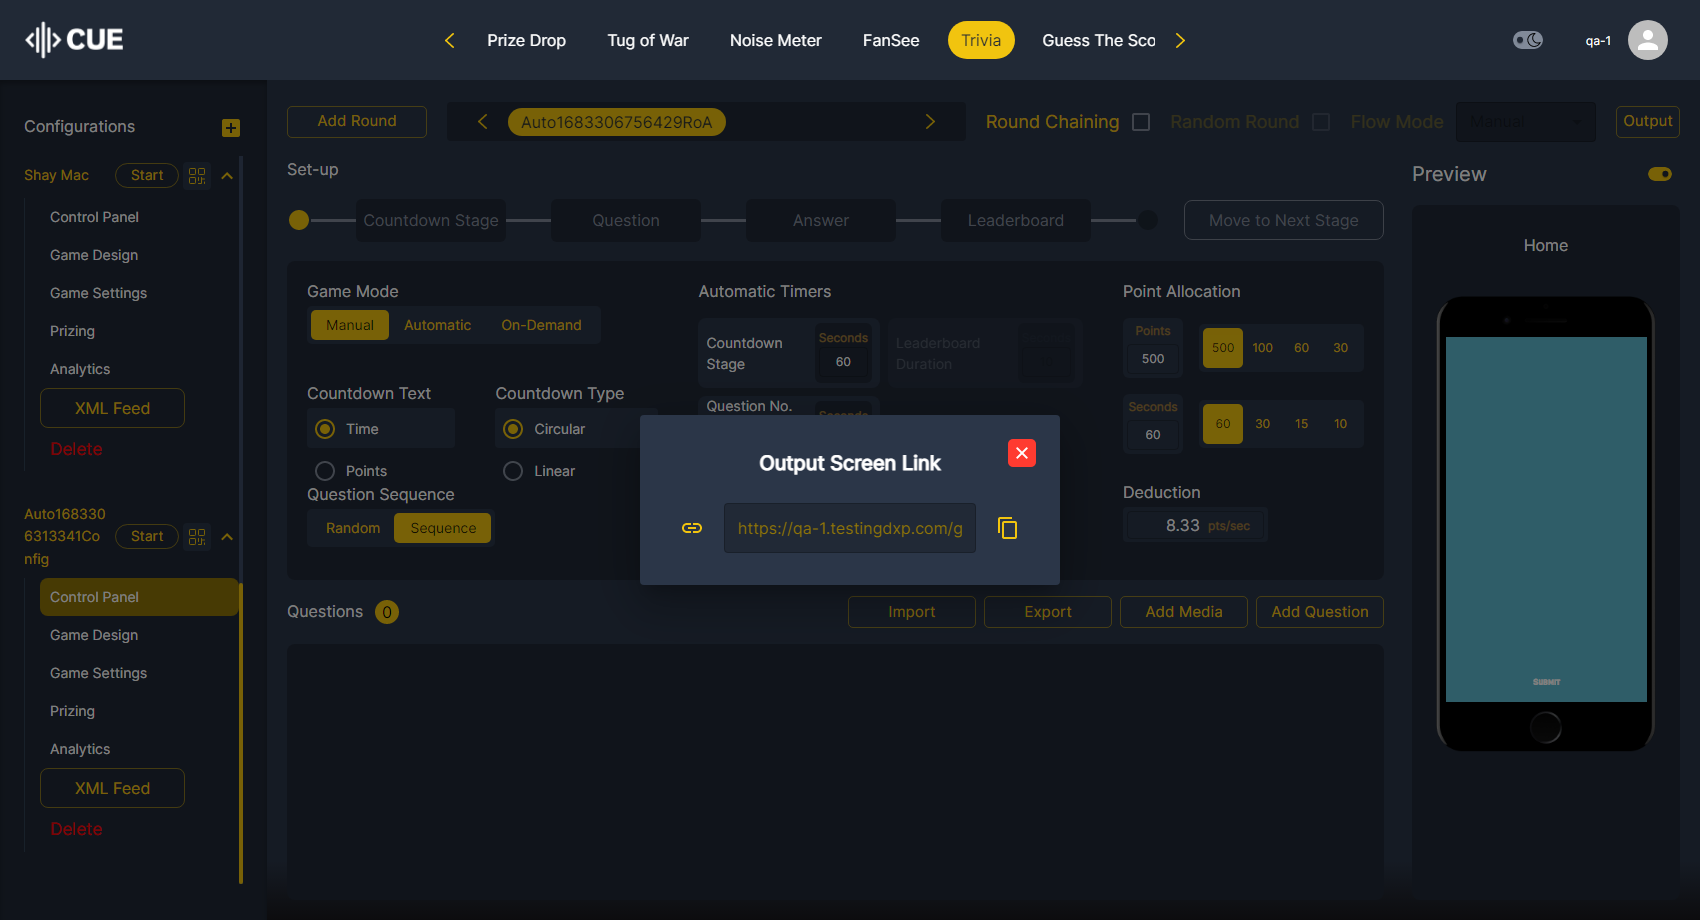 CUE
Prize Drop
Tug of War
Noise Meter
FanSee
Trivia
Guess The Sco
qa-1
Configurations
Shay Mac
Start
Control Panel
Game Design
Game Settings
Prizing
Analytics
XML Feed
Delete
Auto168330
6313341Co
nfig
Start
Control Panel
Game Design
Game Settings
Prizing
Analytics
XML Feed
Delete
Add Round
Auto1683306756429RoA
Round Chaining
Random Round
Flow Mode
Manual
Output
Set-up
Countdown Stage
Question
Answer
Leaderboard
Move to Next Stage
Game Mode
Manual
Automatic
On-Demand
Countdown Text
Time
Points
Countdown Type
Circular
Linear
Question Sequence
Random
Sequence
Automatic Timers
Countdown
Stage
Seconds
60
Leaderboard
Duration
Question No.
Seconds
Point Allocation
Points
500
500
100
60
30
Seconds
60
60
30
15
10
Deduction
8.33 pts/sec
Output Screen Link
https://qa-1.testingdxp.com/g
Questions 0
Import
Export
Add Media
Add Question
Preview
Home
SUBMIT